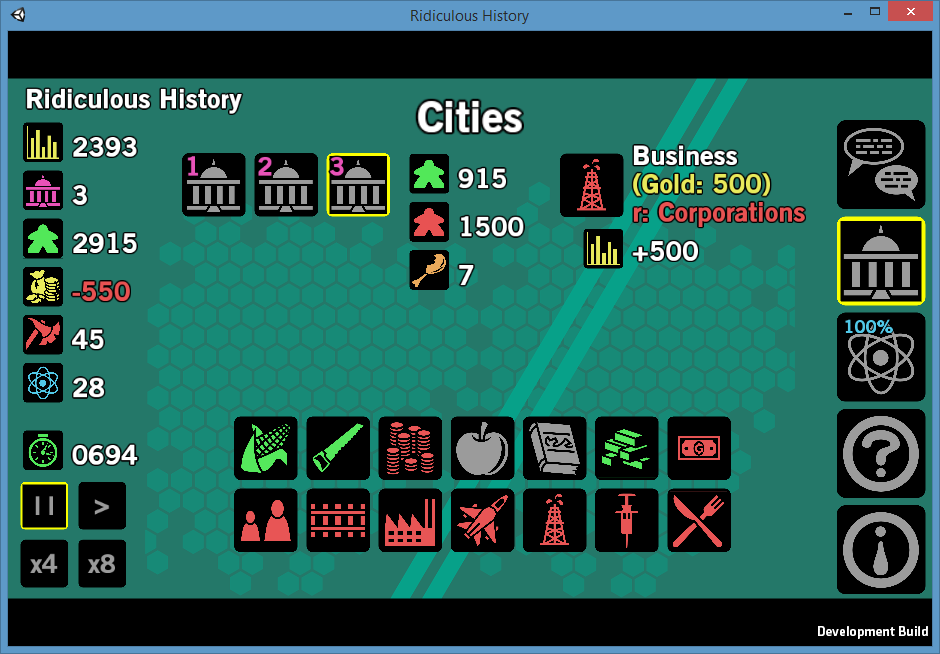 Ridiculous History
Ridiculous History
Cities
2393
3
2915
-550
45
28
0694
x4
x8
1
2
3
915
1500
7
Business
(Gold: 500)
r: Corporations
+500
100%
Development Build